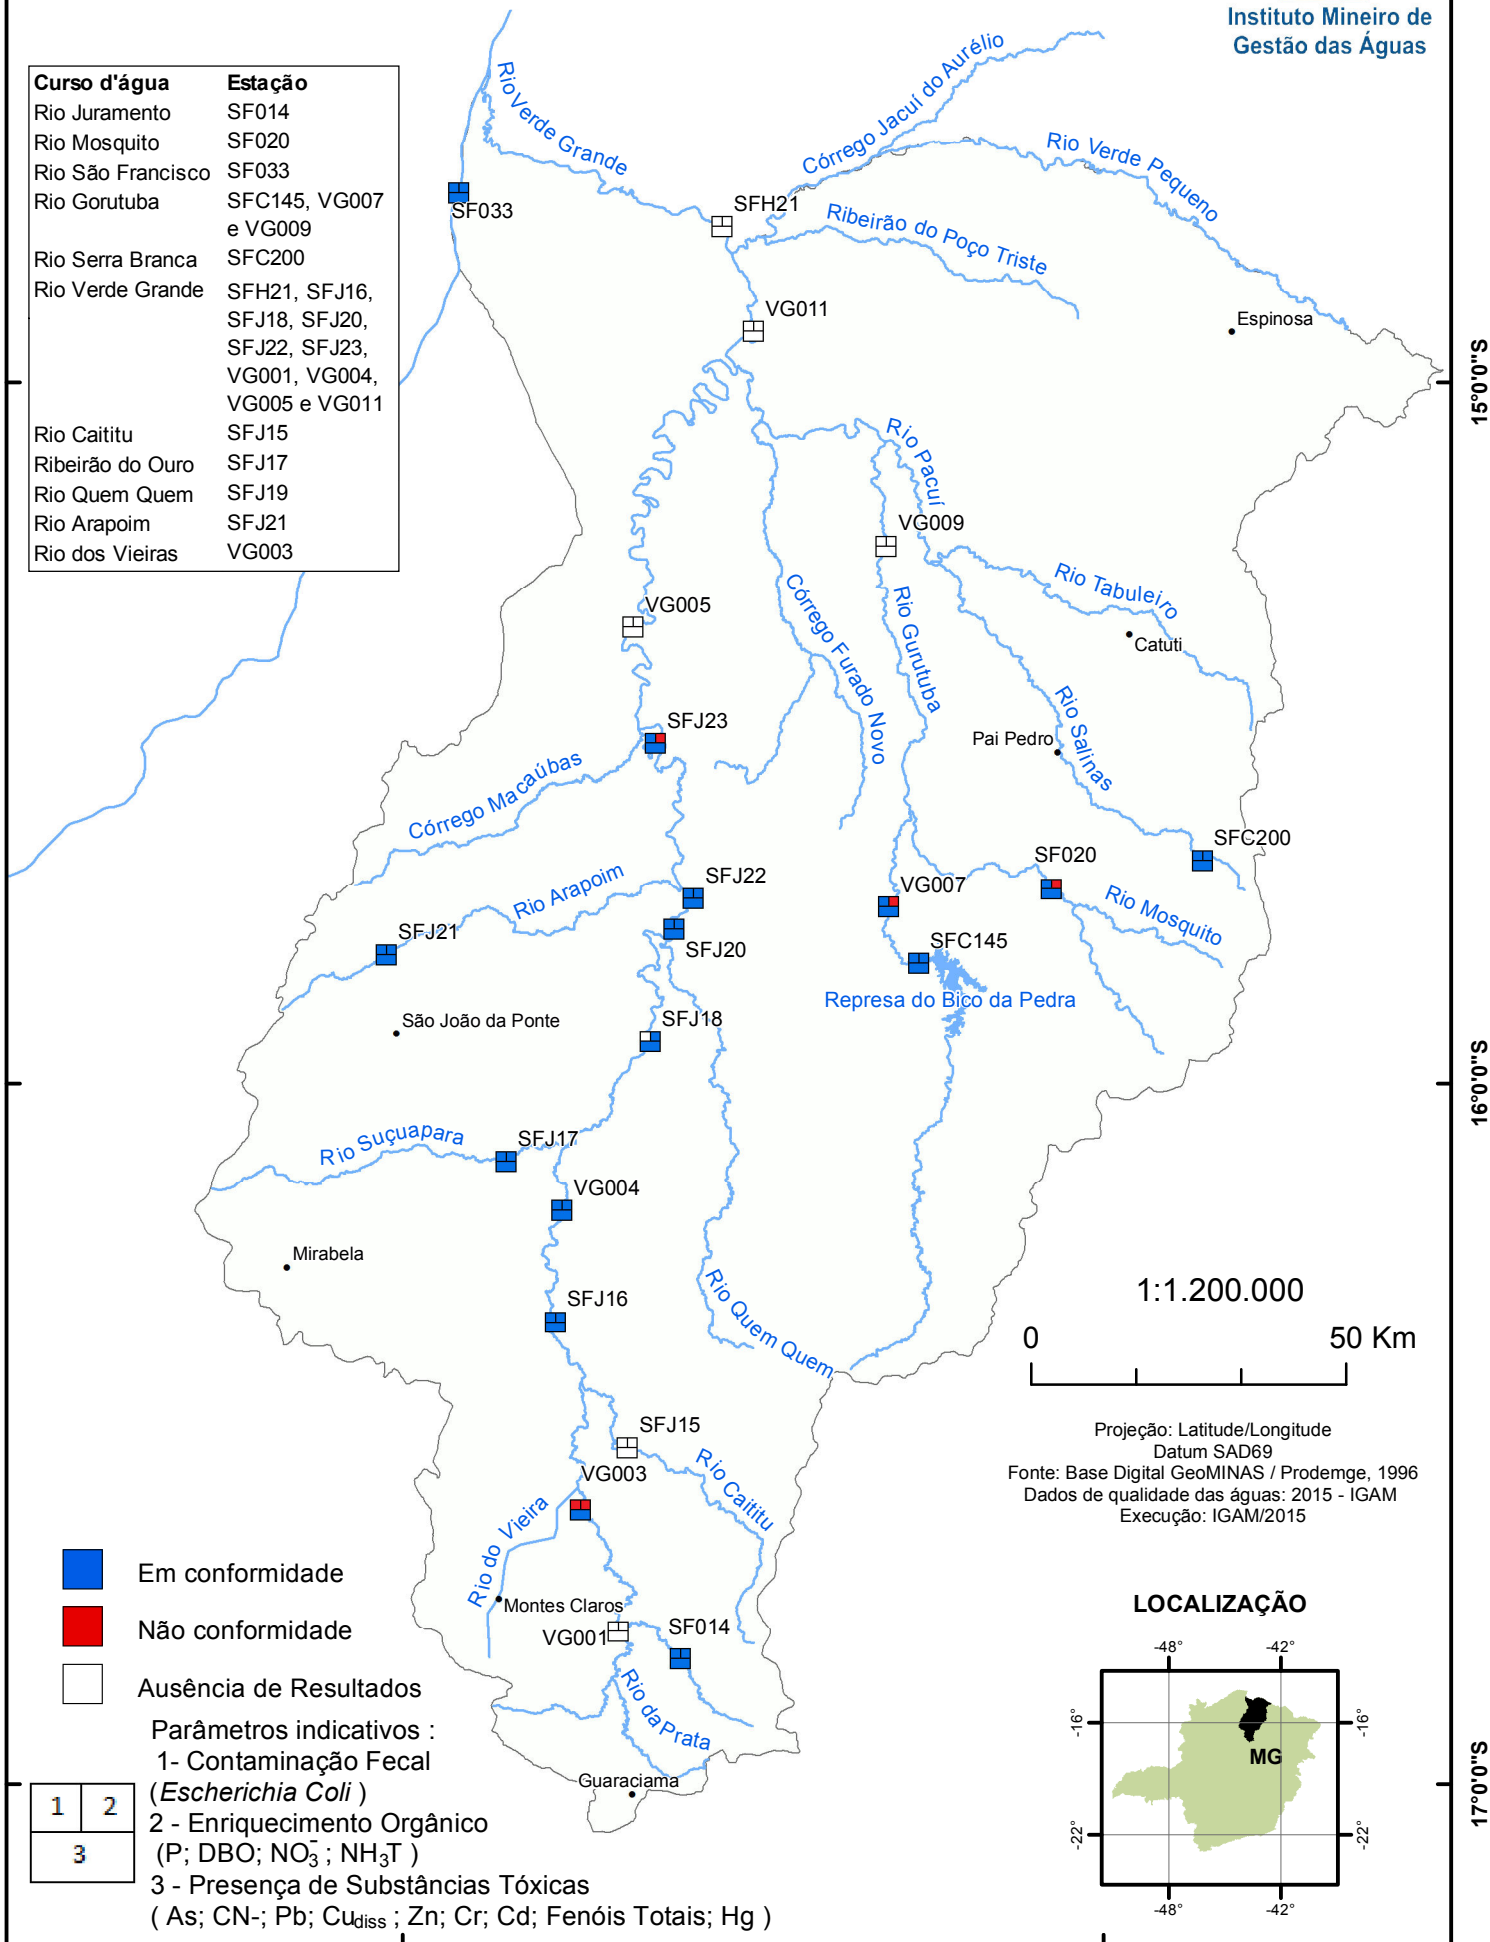 Instituto Mineiro de
Gestão das Águas
Curso d'água Estação
Rio Juramento SF014
Rio Mosquito SF020
Rio São Francisco SF033
Rio Gorutuba SFC145, VG007
e VG009
Rio Serra Branca SFC200
Rio Verde Grande SFH21, SFJ16,
SFJ18, SFJ20,
SFJ22, SFJ23,
VG001, VG004,
VG005 e VG011
Rio Caititu SFJ15
Ribeirão do Ouro SFJ17
Rio Quem Quem SFJ19
Rio Arapoim SFJ21
Rio dos Vieiras VG003
Rio Verde Grande
Córrego Jacuí do Aurélio
Rio Verde Pequeno
SF033
SFH21
Ribeirão do Poço Triste
VG011
Espinosa
15°0'0"S
Rio Pacuí
VG009
Rio Tabuleiro
Catuti
VG005
Córrego Furado Novo
Rio Gurutuba
SFJ23
Pai Pedro
Rio Salinas
Córrego Macaúbas
SFC200
SF020
SFJ22
VG007
Rio Arapoim
Rio Mosquito
SFJ21
SFJ20
SFC145
Represa do Bico da Pedra
São João da Ponte
SFJ18
16°0'0"S
Rio Suçuapara
SFJ17
VG004
Mirabela
SFJ16
Rio Quem Quem
1:1.200.000
0 50 Km
SFJ15
VG003
Rio Caititu
Rio do Vieira
Projeção: Latitude/Longitude
Datum SAD69
Fonte: Base Digital GeoMINAS / Prodemge, 1996
Dados de qualidade das águas: 2015 - IGAM
Execução: IGAM/2015
Montes Claros
VG001
SF014
Rio da Prata
Guaraciama
Em conformidade
Não conformidade
Ausência de Resultados
Parâmetros indicativos :
1- Contaminação Fecal
(Escherichia Coli )
2 - Enriquecimento Orgânico
(P; DBO; NO₃⁻ ; NH₃T )
3 - Presença de Substâncias Tóxicas
( As; CN-; Pb; Cudiss ; Zn; Cr; Cd; Fenóis Totais; Hg )
1 2
3
LOCALIZAÇÃO
-48° -42°
-16° -16°
MG
-22° -22°
-48° -42°
17°0'0"S